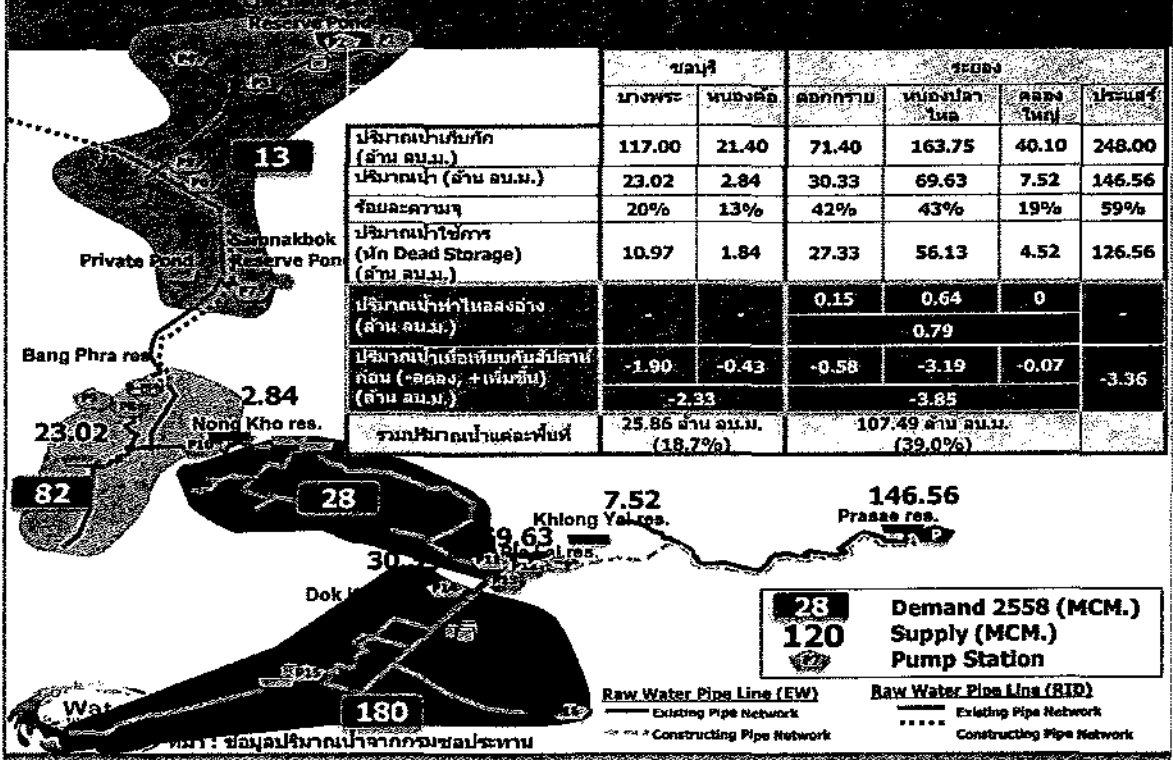 Reserve Pond
ชลบุรี ระยอง
บางพระ หนองค้อ ดอกกราย หนองปลา คลอง ประแสร์
ไหล ใหญ่
ปริมาณน้ำเก็บกัก
(ล้าน ลบ.ม.) 117.00 21.40 71.40 163.75 40.10 248.00
ปริมาณน้ำ (ล้าน ลบ.ม.) 23.02 2.84 30.33 69.63 7.52 146.56
ร้อยละความจุ 20% 13% 42% 43% 19% 59%
ปริมาณน้ำใช้การ
(หัก Dead Storage) 10.97 1.84 27.33 56.13 4.52 126.56
(ล้าน ลบ.ม.)
ปริมาณน้ำท่าไหลลงอ่าง - - 0.15 0.64 0 -
(ล้าน ลบ.ม.) 0.79
ปริมาณน้ำเมื่อเทียบกับสัปดาห์
ก่อน (-ลดลง, +เพิ่มขึ้น) -1.90 -0.43 -0.58 -3.19 -0.07 -3.36
(ล้าน ลบ.ม.) -2.33 -3.85
รวมปริมาณน้ำแต่ละพื้นที่ 25.86 ล้าน ลบ.ม. 107.49 ล้าน ลบ.ม.
(18.7%) (39.0%)
13
Samnakbok
Private Pond Reserve Pon
Bang Phra res.
2.84
Nong Kho res.
23.02
82
28
7.52
Khlong Yai res.
146.56
Prasae res.
P
9.63
30.
Dok
180
28 Demand 2558 (MCM.)
120 Supply (MCM.)
Pump Station
Raw Water Pipe Line (EW) Raw Water Pipe Line (RID)
Existing Pipe Network Existing Pipe Network
Constructing Pipe Network Constructing Pipe Network
Wat
ที่มา : ข้อมูลปริมาณน้ำจากกรมชลประทาน